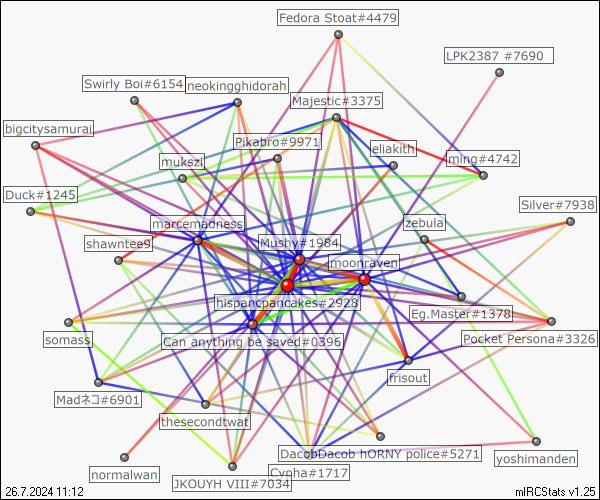 Fedora Stoat#4479
LPK2387 #7690
Swirly Boi#6154
neokingghidorah
Majestic#3375
bigcitysamurai
Pikabro#9971
eliakith
mukszi
ming#4742
Duck#1245
Silver#7938
marcemadness
zebula
shawntee9
Mushy#1984
moonraven
hispancpancakes#2928
Eg.Master#1378
somass
Can anything be saved#0396
Pocket Persona#3326
frisout
Madネコ#6901
thesecondtwat
DacobDacob hORNY police#5271
normalwan
Cypha#1717
yoshimanden
JKOUYH VIII#7034
26.7.2024 11:12
mIRCStats v1.25